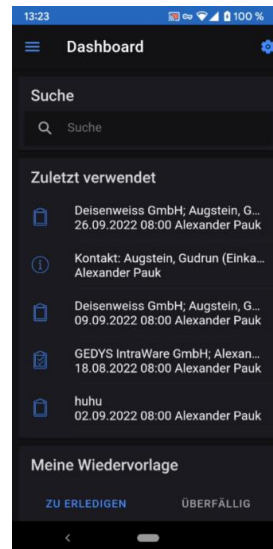 13:23
100 %
Dashboard
Suche
Suche
Zuletzt verwendet
Deisenweiss GmbH; Augstein, G...
26.09.2022 08:00 Alexander Pauk
Kontakt: Augstein, Gudrun (Einka...
Alexander Pauk
Deisenweiss GmbH; Augstein, G...
09.09.2022 08:00 Alexander Pauk
GEDYS IntraWare GmbH; Alexan...
18.08.2022 08:00 Alexander Pauk
huhu
02.09.2022 08:00 Alexander Pauk
Meine Wiedervorlage
ZU ERLEDIGEN
ÜBERFÄLLIG